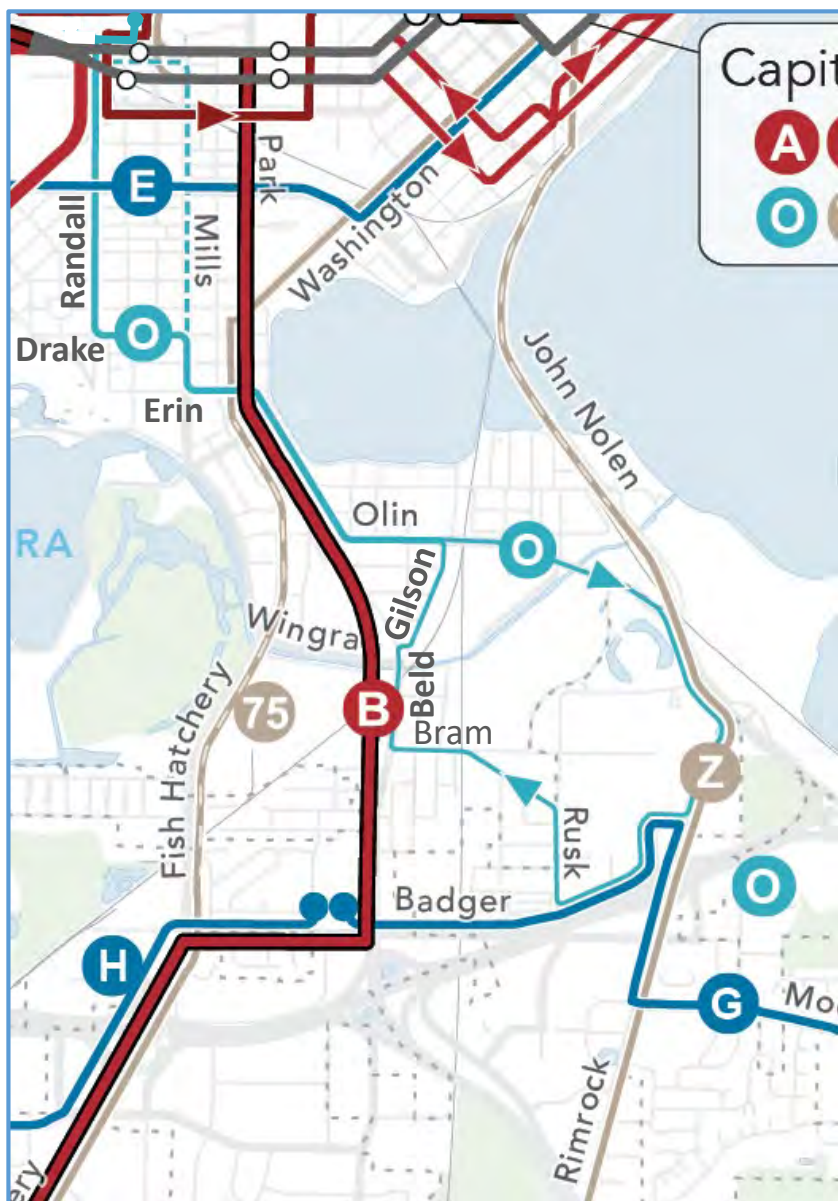 Capit
A
O
Park
E
Randall
Mills
Washington
O
Drake
Erin
John Nolen
Olin
O
RA
Gilson
Wingra
Beld
B
75
Bram
Fish Hatchery
Z
Rusk
O
Badger
H
G
Mo
Rimrock
ery